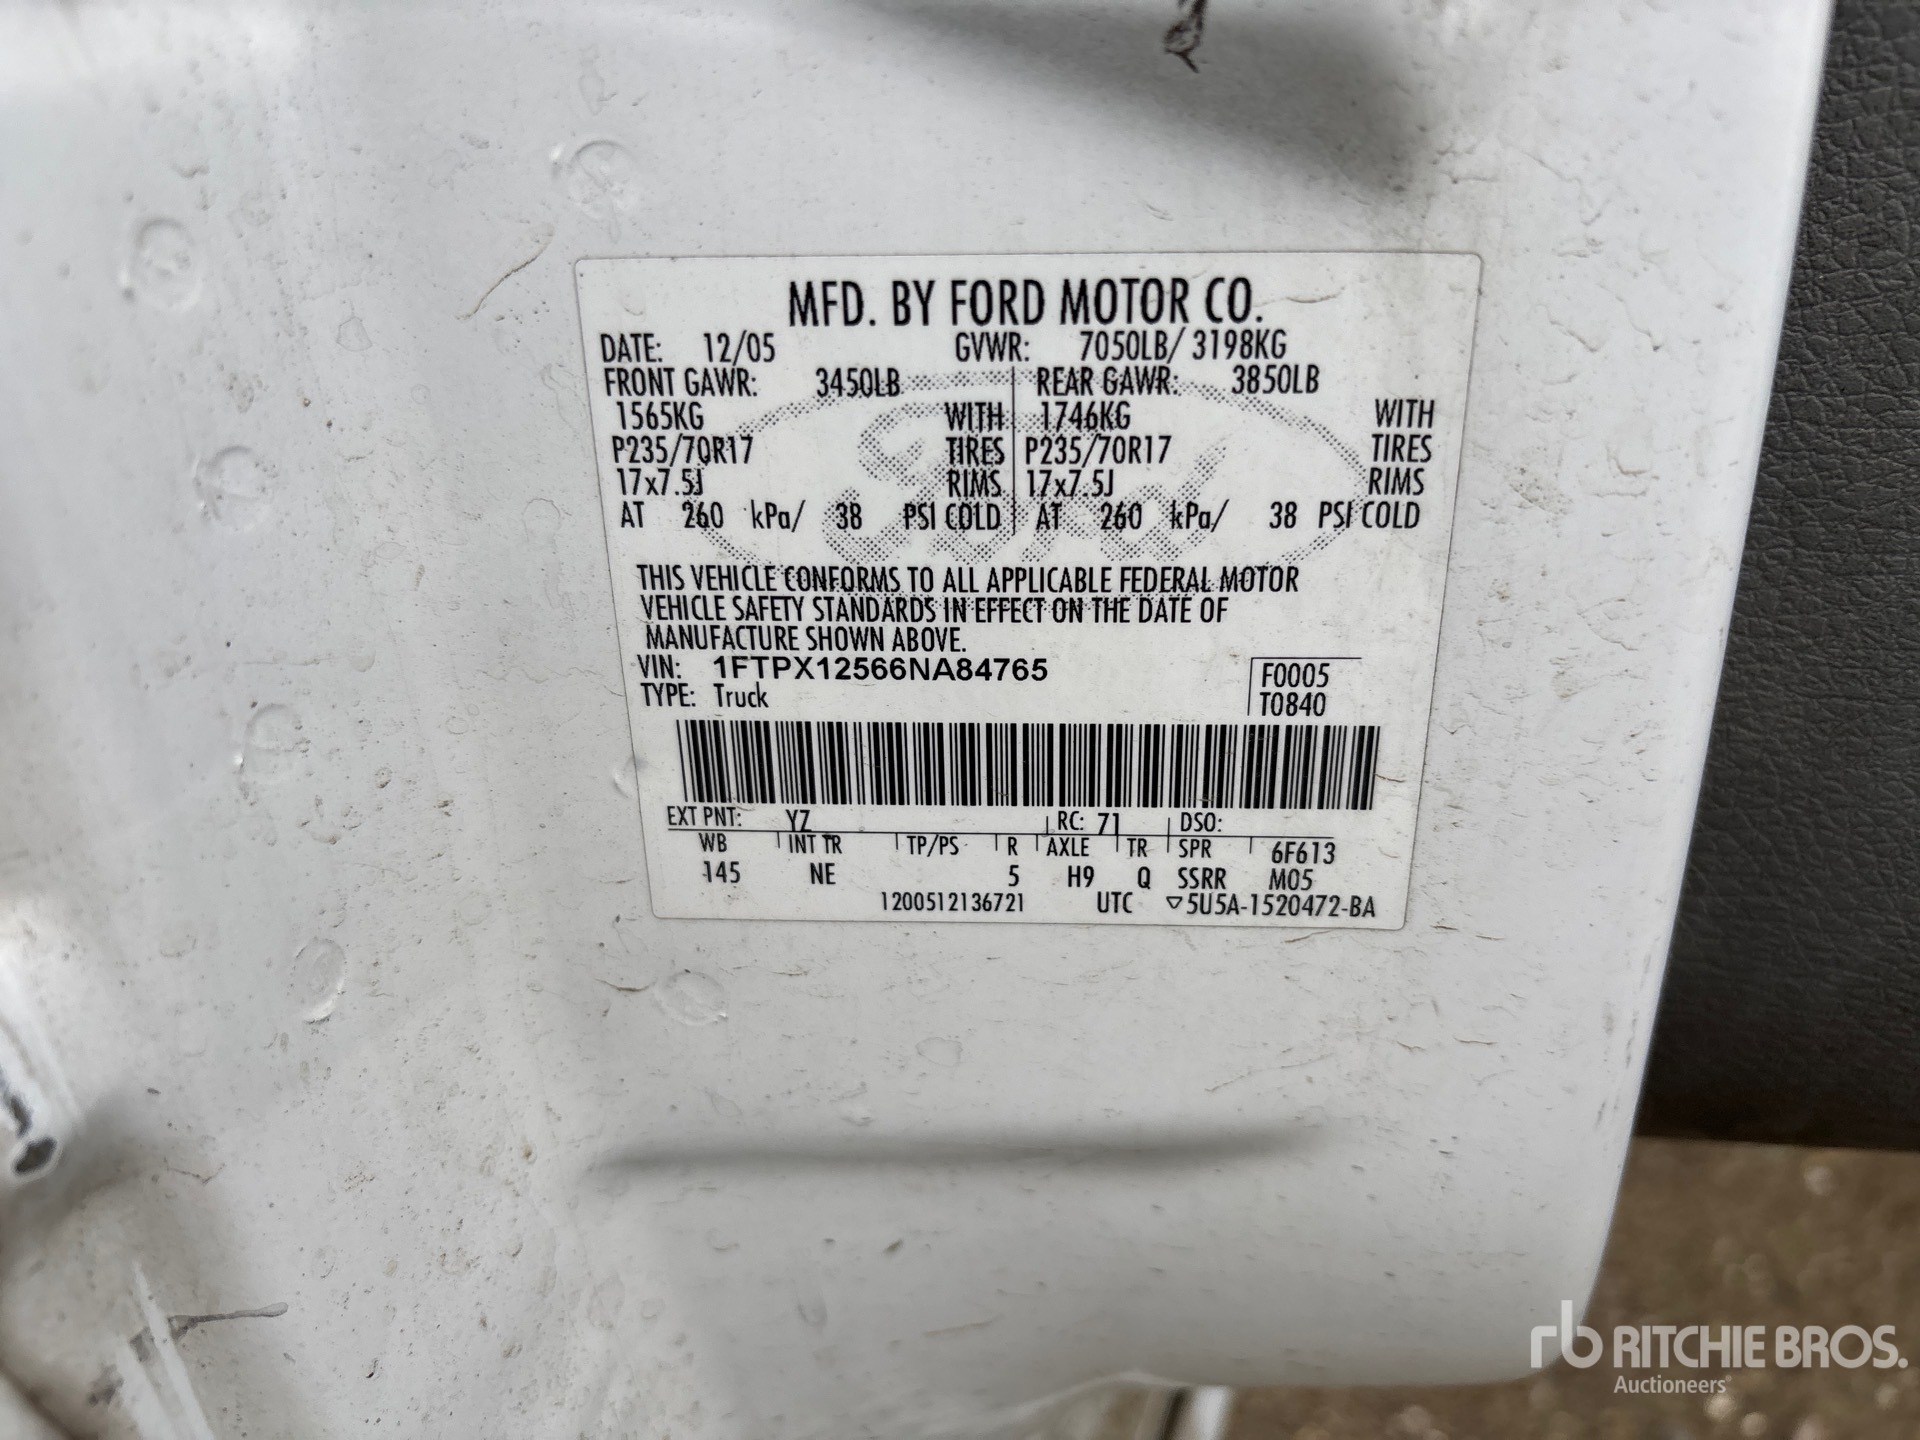 MFD. BY FORD MOTOR CO.
DATE: 12/05 GVWR: 7050LB/ 3198KG
FRONT GAWR: 3450LB REAR GAWR: 3850LB
1565KG WITH 1746KG WITH
P235/70R17 TIRES P235/70R17 TIRES
17x7.5J RIMS 17x7.5J RIMS
AT 260 kPa/ 38 PSI COLD AT 260 kPa/ 38 PSI COLD
Ford
THIS VEHICLE CONFORMS TO ALL APPLICABLE FEDERAL MOTOR
VEHICLE SAFETY STANDARDS IN EFFECT ON THE DATE OF
MANUFACTURE SHOWN ABOVE.
VIN: 1FTPX12566NA84765 F0005
TYPE: Truck T0840
EXT PNT: YZ RC: 71 DSO:
WB INT TR TP/PS R AXLE TR SPR 6F613
145 NE 5 H9 Q SSRR M05
1200512136721 UTC ▽5U5A-1520472-BA
rb RITCHIE BROS.
Auctioneers